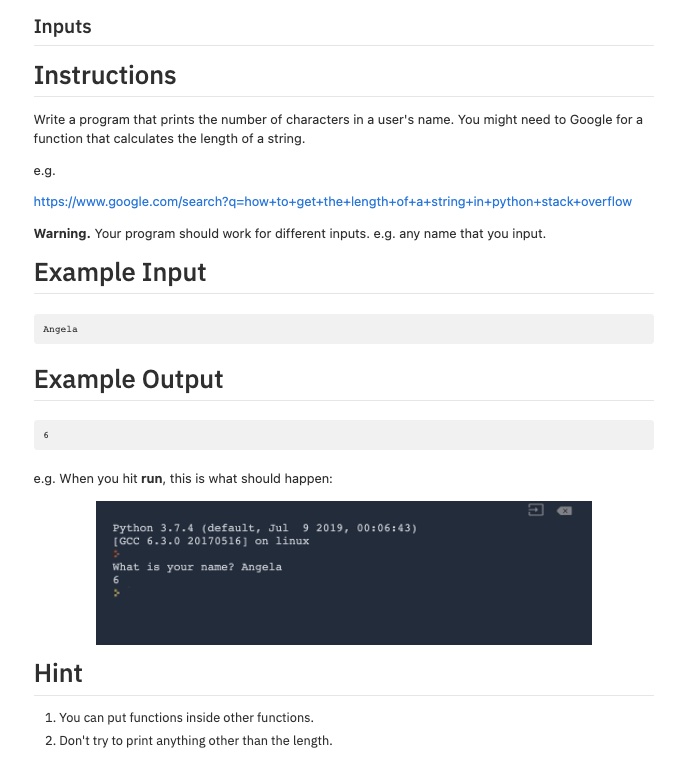 Inputs
Instructions
Write a program that prints the number of characters in a user's name. You might need to Google for a
function that calculates the length of a string.
e.g.
https://www.google.com/search?q=how+to+get+the+length+of+a+string+in+python+stack+overflow
Warning. Your program should work for different inputs. e.g. any name that you input.
Example Input
Angela
Example Output
6
e.g. When you hit run, this is what should happen:
Python 3.7.4 (default, Jul  9 2019, 00:06:43)
[GCC 6.3.0 20170516] on linux
>
What is your name? Angela
6
>
Hint
1. You can put functions inside other functions.
2. Don't try to print anything other than the length.